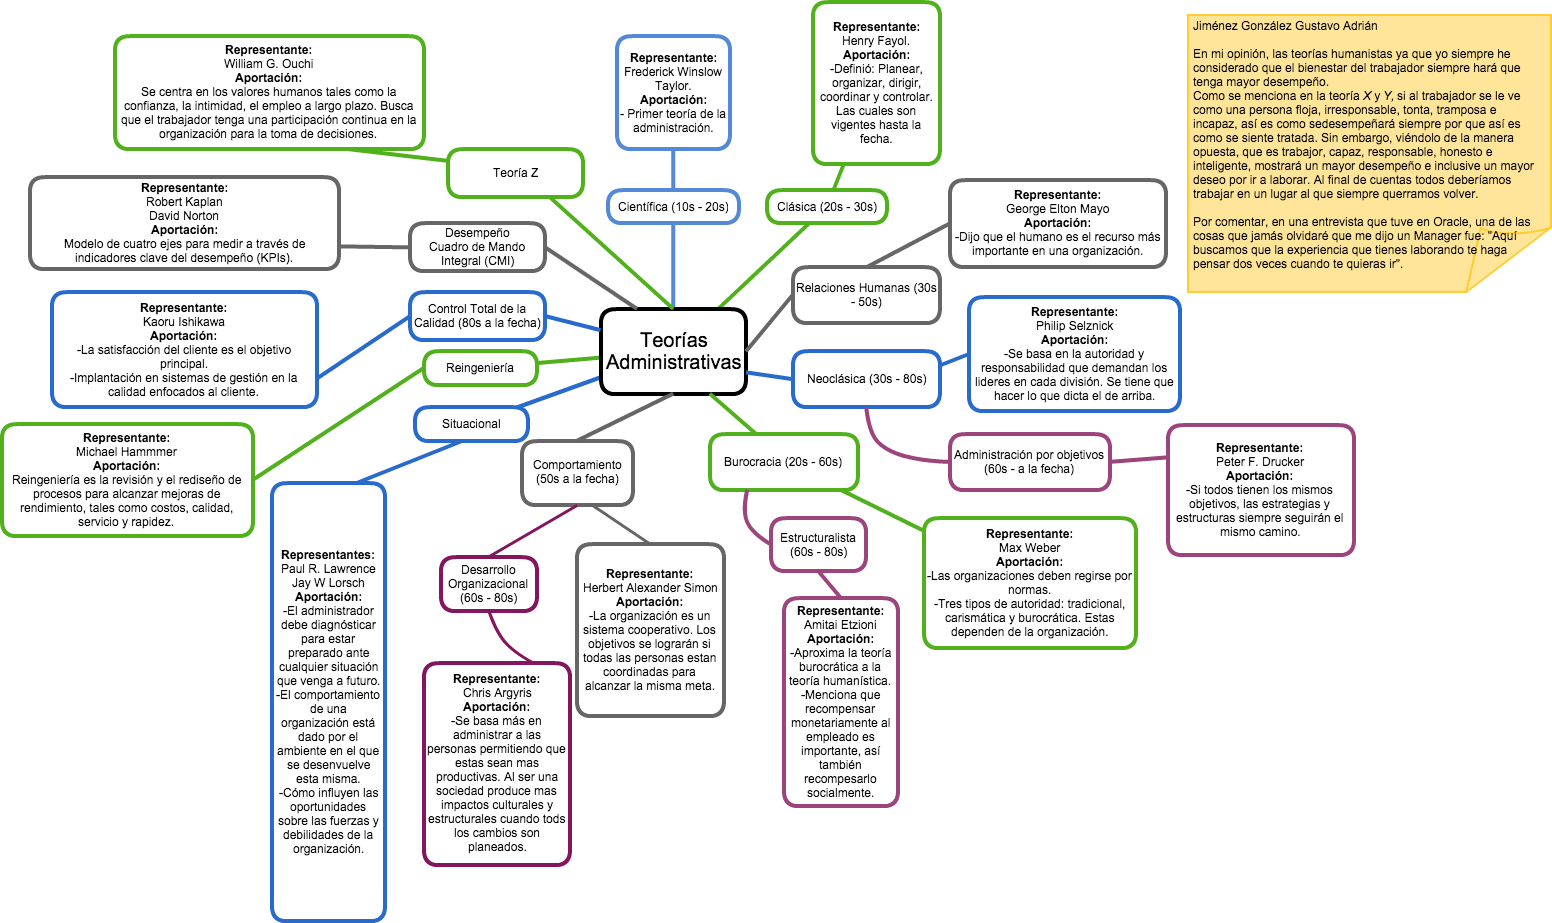 Representante:
William G. Ouchi
Aportación:
Se centra en los valores humanos tales como la
confianza, la intimidad, el empleo a largo plazo. Busca
que el trabajador tenga una participación continua en la
organización para la toma de decisiones.
Teoría Z
Representante:
Frederick Winslow
Taylor.
Aportación:
- Primer teoría de la
administración.
Científica (10s - 20s)
Representante:
Henry Fayol.
Aportación:
-Definió: Planear,
organizar, dirigir,
coordinar y controlar.
Las cuales son
vigentes hasta la
fecha.
Clásica (20s - 30s)
Jiménez González Gustavo Adrián
En mi opinión, las teorías humanistas ya que yo siempre he
considerado que el bienestar del trabajador siempre hará que
tenga mayor desempeño.
Como se menciona en la teoría X y Y, si al trabajador se le ve
como una persona floja, irresponsable, tonta, tramposa e
incapaz, así es como sedesempeñará siempre por que así es
como se siente tratada. Sin embargo, viéndolo de la manera
opuesta, que es trabajor, capaz, responsable, honesto e
inteligente, mostrará un mayor desempeño e inclusive un mayor
deseo por ir a laborar. Al final de cuentas todos deberíamos
trabajar en un lugar al que siempre querramos volver.
Por comentar, en una entrevista que tuve en Oracle, una de las
cosas que jamás olvidaré que me dijo un Manager fue: "Aquí
buscamos que la experiencia que tienes laborando te haga
pensar dos veces cuando te quieras ir".
Representante:
Robert Kaplan
David Norton
Aportación:
Modelo de cuatro ejes para medir a través de
indicadores clave del desempeño (KPIs).
Desempeño
Cuadro de Mando
Integral (CMI)
Representante:
George Elton Mayo
Aportación:
-Dijo que el humano es el recurso más
importante en una organización.
Relaciones Humanas (30s
- 50s)
Representante:
Kaoru Ishikawa
Aportación:
-La satisfacción del cliente es el objetivo
principal.
-Implantación en sistemas de gestión en la
calidad enfocados al cliente.
Control Total de la
Calidad (80s a la fecha)
Teorías
Administrativas
Representante:
Philip Selznick
Aportación:
-Se basa en la autoridad y
responsabilidad que demandan los
lideres en cada división. Se tiene que
hacer lo que dicta el de arriba.
Neoclásica (30s - 80s)
Reingeniería
Situacional
Representante:
Michael Hammmer
Aportación:
Reingeniería es la revisión y el rediseño de
procesos para alcanzar mejoras de
rendimiento, tales como costos, calidad,
servicio y rapidez.
Comportamiento
(50s a la fecha)
Burocracia (20s - 60s)
Administración por objetivos
(60s - a la fecha)
Representante:
Peter F. Drucker
Aportación:
-Si todos tienen los mismos
objetivos, las estrategias y
estructuras siempre seguirán el
mismo camino.
Representantes:
Paul R. Lawrence
Jay W Lorsch
Aportación:
-El administrador
debe diagnósticar
para estar
preparado ante
cualquier situación
que venga a futuro.
-El comportamiento
de una
organización está
dado por el
ambiente en el que
se desenvuelve
esta misma.
-Cómo influyen las
oportunidades
sobre las fuerzas y
debilidades de la
organización.
Desarrollo
Organizacional
(60s - 80s)
Representante:
Chris Argyris
Aportación:
-Se basa más en
administrar a las
personas permitiendo que
estas sean mas
productivas. Al ser una
sociedad produce mas
impactos culturales y
estructurales cuando tods
los cambios son
planeados.
Representante:
Herbert Alexander Simon
Aportación:
-La organización es un
sistema cooperativo. Los
objetivos se lograrán si
todas las personas estan
coordinadas para
alcanzar la misma meta.
Estructuralista
(60s - 80s)
Representante:
Amitai Etzioni
Aportación:
-Aproxima la teoría
burocrática a la
teoría humanística.
-Menciona que
recompensar
monetariamente al
empleado es
importante, así
también
recompesarlo
socialmente.
Representante:
Max Weber
Aportación:
-Las organizaciones deben regirse por
normas.
-Tres tipos de autoridad: tradicional,
carismática y burocrática. Estas
dependen de la organización.